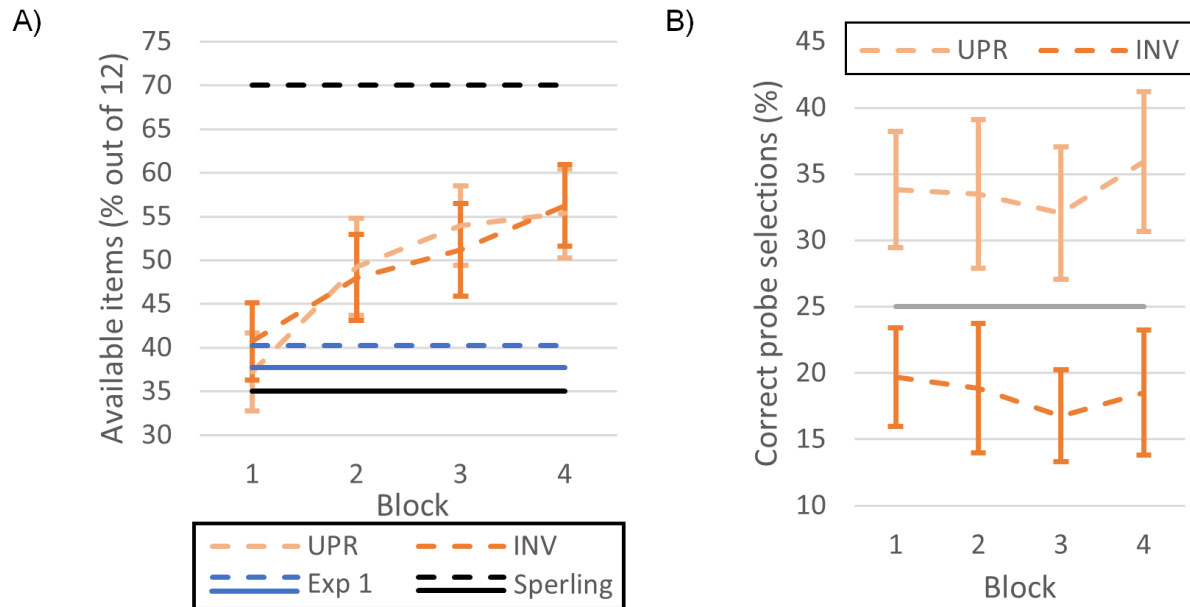 A)
Available items (% out of 12)
75
70
65
60
55
50
45
40
35
30
1 2 3 4
Block
UPR INV
Exp 1 Sperling
B)
Correct probe selections (%)
UPR INV
45
40
35
30
25
20
15
10
1 2 3 4
Block